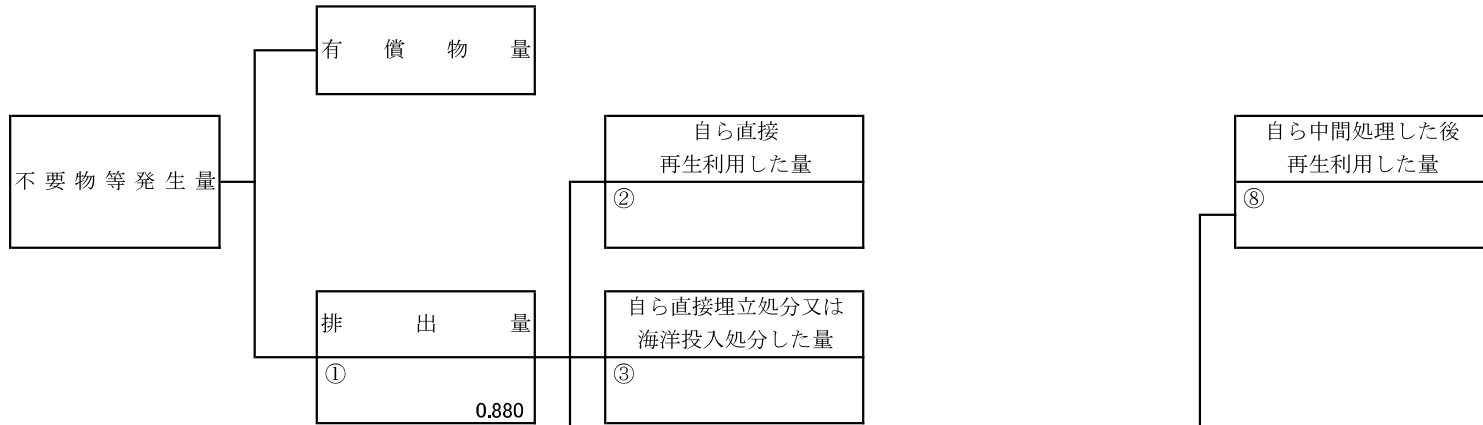 有償物量
不要物等発生量
自ら直接
再生利用した量
②
自ら中間処理した後
再生利用した量
⑧
排出量
①
0.880
自ら直接埋立処分又は
海洋投入処分した量
③